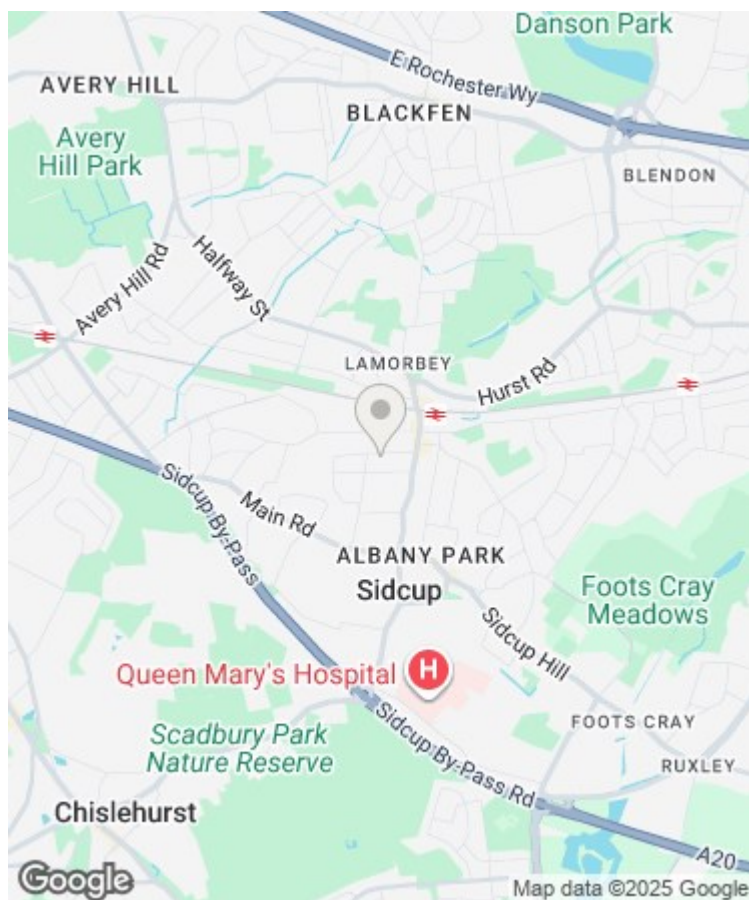 Danson Park
E Rochester Wy
AVERY HILL
BLACKFEN
Avery
Hill Park
BLENDON
Halfway St
Avery Hill Rd
LAMORBEY
Hurst Rd
Sidcup By-Pass
Main Rd
ALBANY PARK
Sidcup
Foots Cray
Meadows
Sidcup Hill
Queen Mary's Hospital
H
Scadbury Park
Nature Reserve
Sidcup By-Pass Rd
FOOTS CRAY
RUXLEY
Chislehurst
A20
Google
Map data ©2025 Google